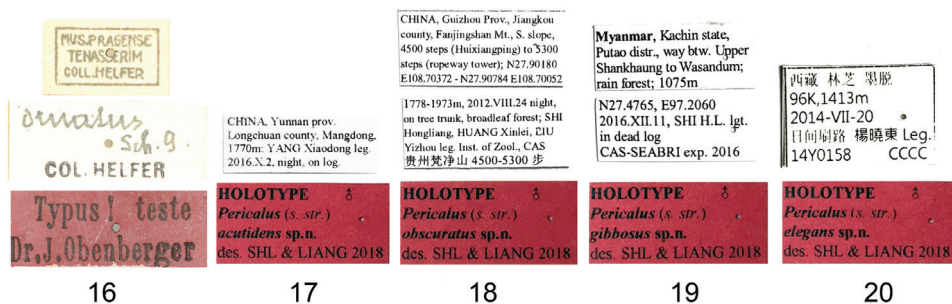 MUS.PRAGENSE
TENASSERIM
COLL.HELFER
ornatus
Sch. g.
COL. HELFER
Typus! teste
Dr.J.Obenberger
16
CHINA, Yunnan prov.
Longchuan county, Mangdong,
1770m: YANG Xiaodong leg.
2016.X.2, night, on log.
HOLOTYPE ♂
Pericalus (s. str.)
acutidens sp.n.
des. SHL & LIANG 2018
17
CHINA, Guizhou Prov., Jiangkou
county, Fanjingshan Mt., S. slope,
4500 steps (Huixiangping) to 5300
steps (ropeway tower); N27.90180
E108.70372 - N27.90784 E108.70052
1778-1973m, 2012.VIII.24 night,
on tree trunk, broadleaf forest; SHI
Hongliang, HUANG Xinlei, LIU
Yizhou leg. Inst. of Zool., CAS
贵州梵净山 4500-5300 步
HOLOTYPE ♂
Pericalus (s. str.)
obscuratus sp.n.
des. SHL & LIANG 2018
18
Myanmar, Kachin state,
Putao distr., way btw. Upper
Shankhaung to Wasandum;
rain forest; 1075m
N27.4765, E97.2060
2016.XII.11, SHI H.L. lgt.
in dead log
CAS-SEABRI exp. 2016
HOLOTYPE ♂
Pericalus (s. str.)
gibbosus sp.n.
des. SHL & LIANG 2018
19
西藏 林芝 墨脱
96K,1413m
2014-VII-20
日间刷路 楊曉東 Leg.
14Y0158 CCCC
HOLOTYPE ♂
Pericalus (s. str.)
elegans sp.n.
des. SHL & LIANG 2018
20